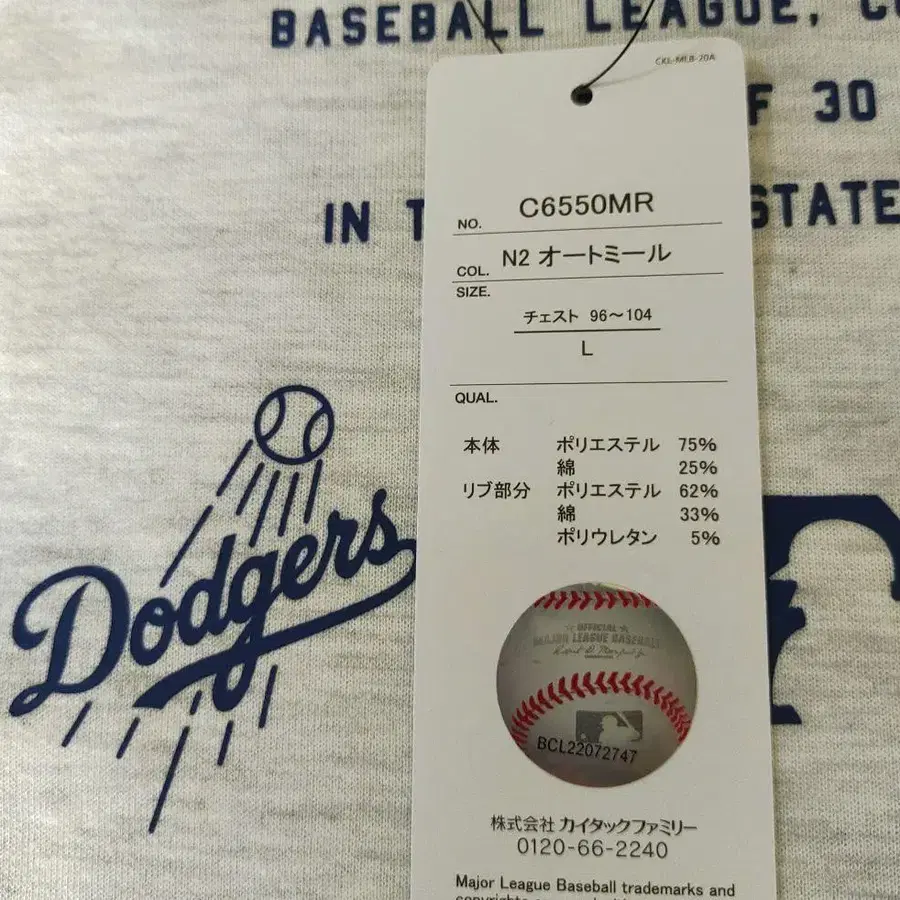 BASEBALL LEAGUE, CO
F 30
IN T STATE
CKL-MLB-20A
NO. C6550MR
COL. N2 オートミール
SIZE.
チェスト 96～104
L
QUAL.
本体 ポリエステル 75%
綿 25%
リブ部分 ポリエステル 62%
綿 33%
ポリウレタン 5%
Dodgers
OFFICIAL
MAJOR LEAGUE BASEBALL
BCL22072747
株式会社 カイタックファミリー
0120-66-2240
Major League Baseball trademarks and